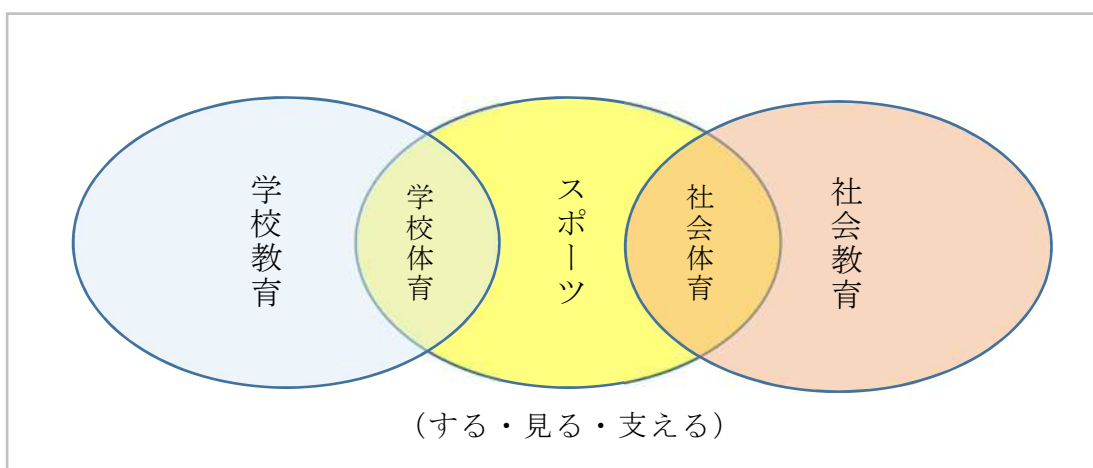 学校教育
学校体育
スポーツ
社会体育
社会教育
（する・見る・支える）